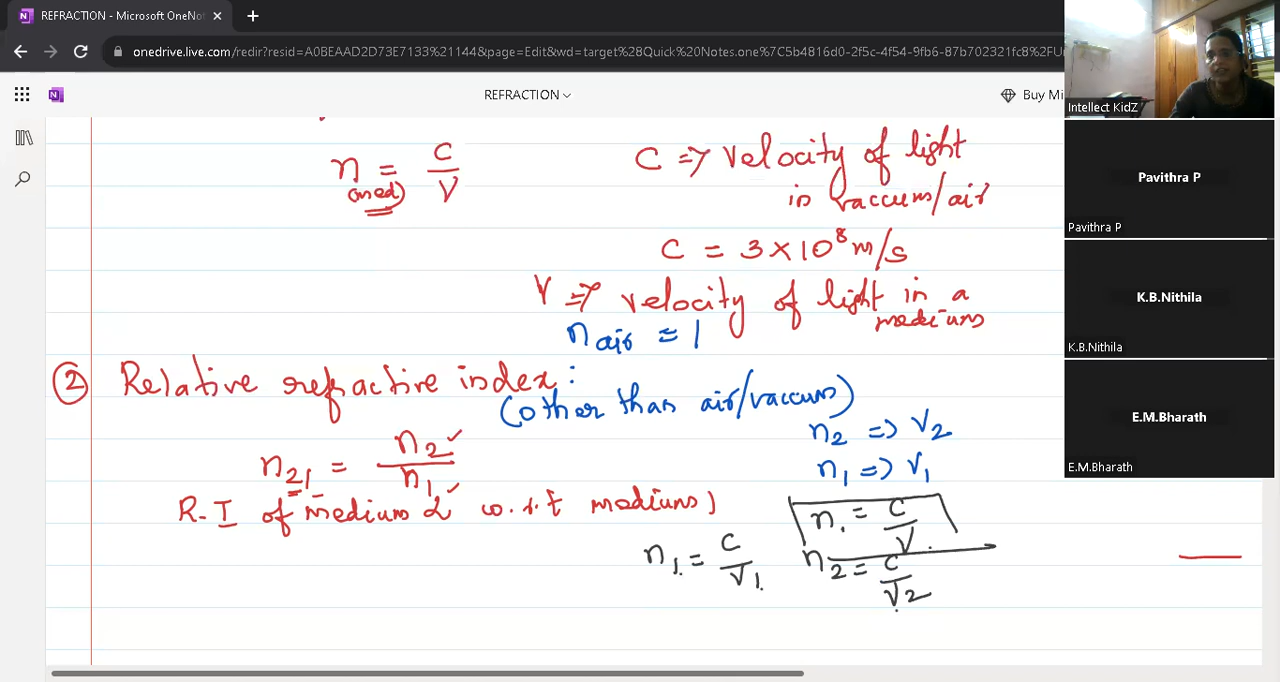 REFRACTION - Microsoft OneNot
onedrive.live.com/redir?resid=A0BEAAD2D73E7133%21144&page=Edit&wd=target%28Quick%20Notes.one%7C5b4816d0-2f5c-4f54-9fb6-87b702321fc8%2FU
REFRACTION
Buy Mi
Intellect KidZ
Pavithra P
Pavithra P
K.B.Nithila
K.B.Nithila
E.M.Bharath
E.M.Bharath
n(med) = C/V
C => velocity of light
in vaccum/air
C = 3×10⁸ m/s
V => velocity of light in a
medium
n air = 1
② Relative refractive index:
(other than air/vaccum)
n₂ => V₂
n₂₁ = n₂/n₁
n₁ => V₁
R.I of medium 2 w.r.t medium 1
n = C/V
n₁ = C/V₁
n₂ = C/V₂